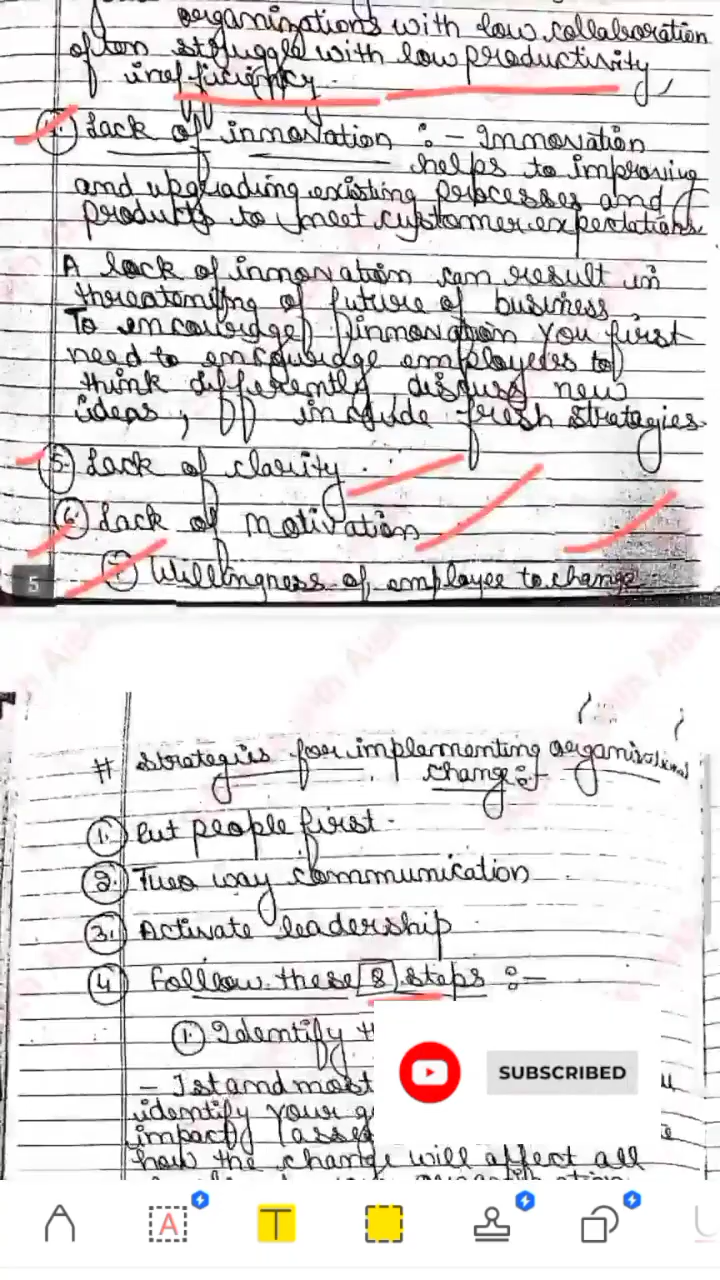 organizations with low collaboration
often struggle with low productivity,
inefficiency.
4. Lack of innovation :- Innovation
helps to improving
and upgrading existing processes and
products to meet customer expectations.
A lack of innovation can result in
threatenifng of future of business.
To encourage innovation you first
need to encourage employees to
think differently discuss new
ideas, include fresh strategies.
5. Lack of clarity.
6. Lack of motivation
7. Willingness of employee to change
5
# Strategies for implementing organisational
change:-
1. Put people first.
2. Two way communication
3. Activate leadership
4. Follow these 8 steps :-
1. Identify
SUBSCRIBED
- Ist and most
identify your
impact
how the change will affect all
A
T